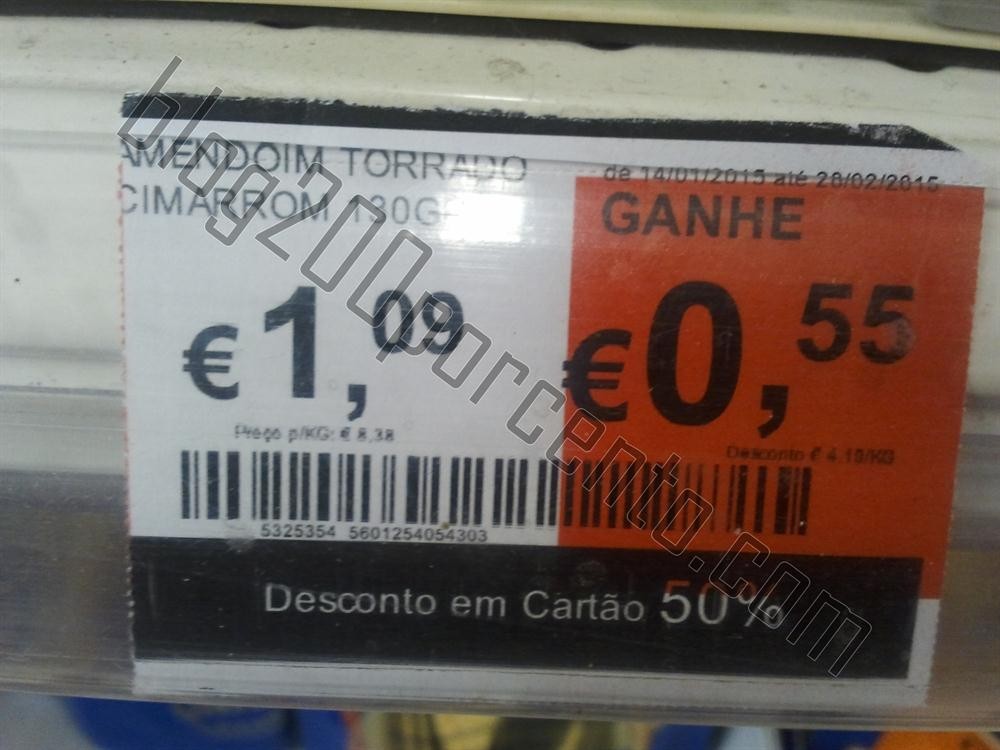 AMENDOIM TORRADO
CIMARROM 130G
de 14/01/2015 até 28/02/2015
GANHE
€ 1,09
€ 0,55
Preço p/KG: € 8,38
Desconto € 4.19/KG
5325354 5601254054303
Desconto em Cartão 50%
blog200porcento.com